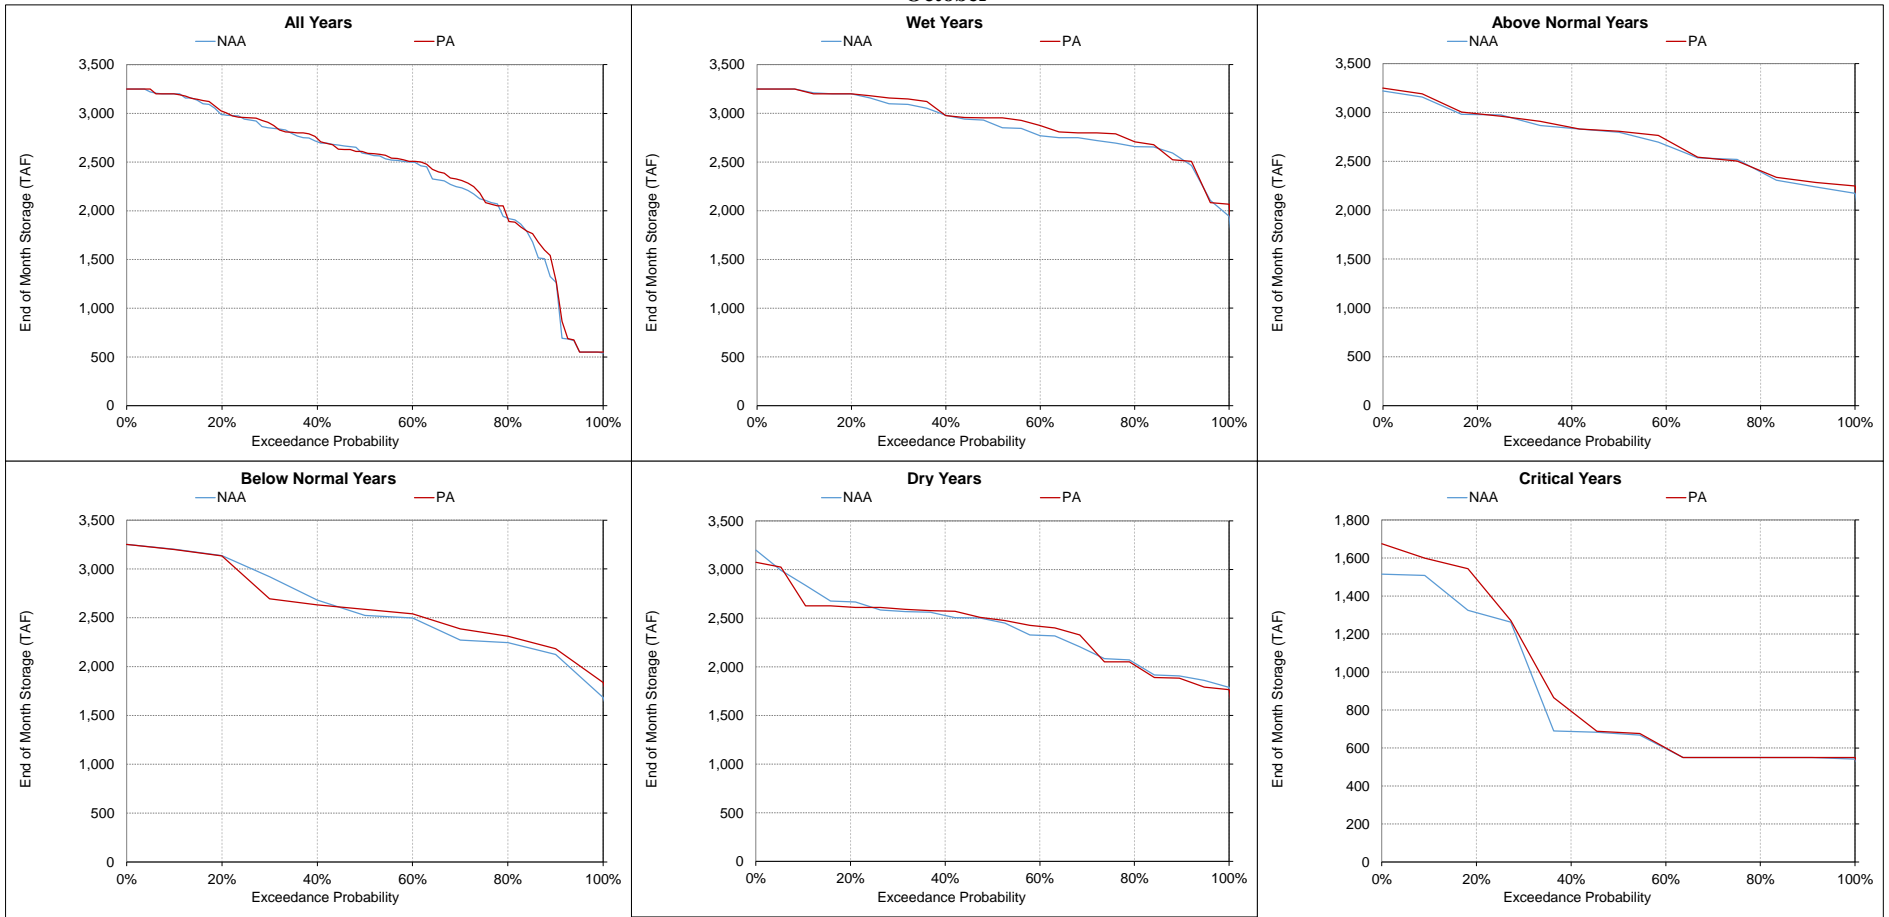 All Years
NAA PA
3,500
3,000
2,500
2,000
1,500
1,000
500
0
End of Month Storage (TAF)
0% 20% 40% 60% 80% 100%
Exceedance Probability
Wet Years
NAA PA
3,500
3,000
2,500
2,000
1,500
1,000
500
0
End of Month Storage (TAF)
0% 20% 40% 60% 80% 100%
Exceedance Probability
Above Normal Years
NAA PA
3,500
3,000
2,500
2,000
1,500
1,000
500
0
End of Month Storage (TAF)
0% 20% 40% 60% 80% 100%
Exceedance Probability
Below Normal Years
NAA PA
3,500
3,000
2,500
2,000
1,500
1,000
500
0
End of Month Storage (TAF)
0% 20% 40% 60% 80% 100%
Exceedance Probability
Dry Years
NAA PA
3,500
3,000
2,500
2,000
1,500
1,000
500
0
End of Month Storage (TAF)
0% 20% 40% 60% 80% 100%
Exceedance Probability
Critical Years
NAA PA
1,800
1,600
1,400
1,200
1,000
800
600
400
200
0
End of Month Storage (TAF)
0% 20% 40% 60% 80% 100%
Exceedance Probability